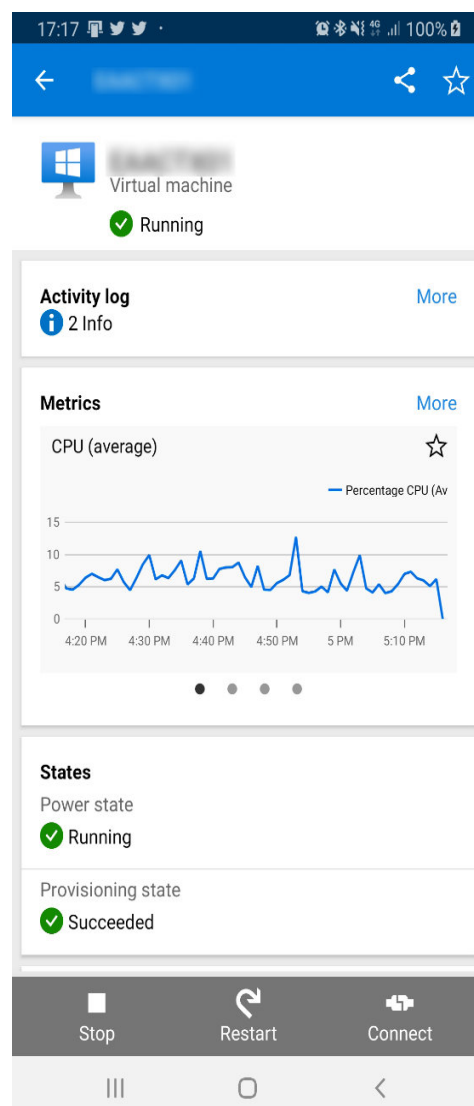 17:17
4G
100%
Virtual machine
Running
Activity log
More
2 Info
Metrics
More
CPU (average)
Percentage CPU (Av
15
10
5
0
4:20 PM 4:30 PM 4:40 PM 4:50 PM 5 PM 5:10 PM
States
Power state
Running
Provisioning state
Succeeded
Stop Restart Connect